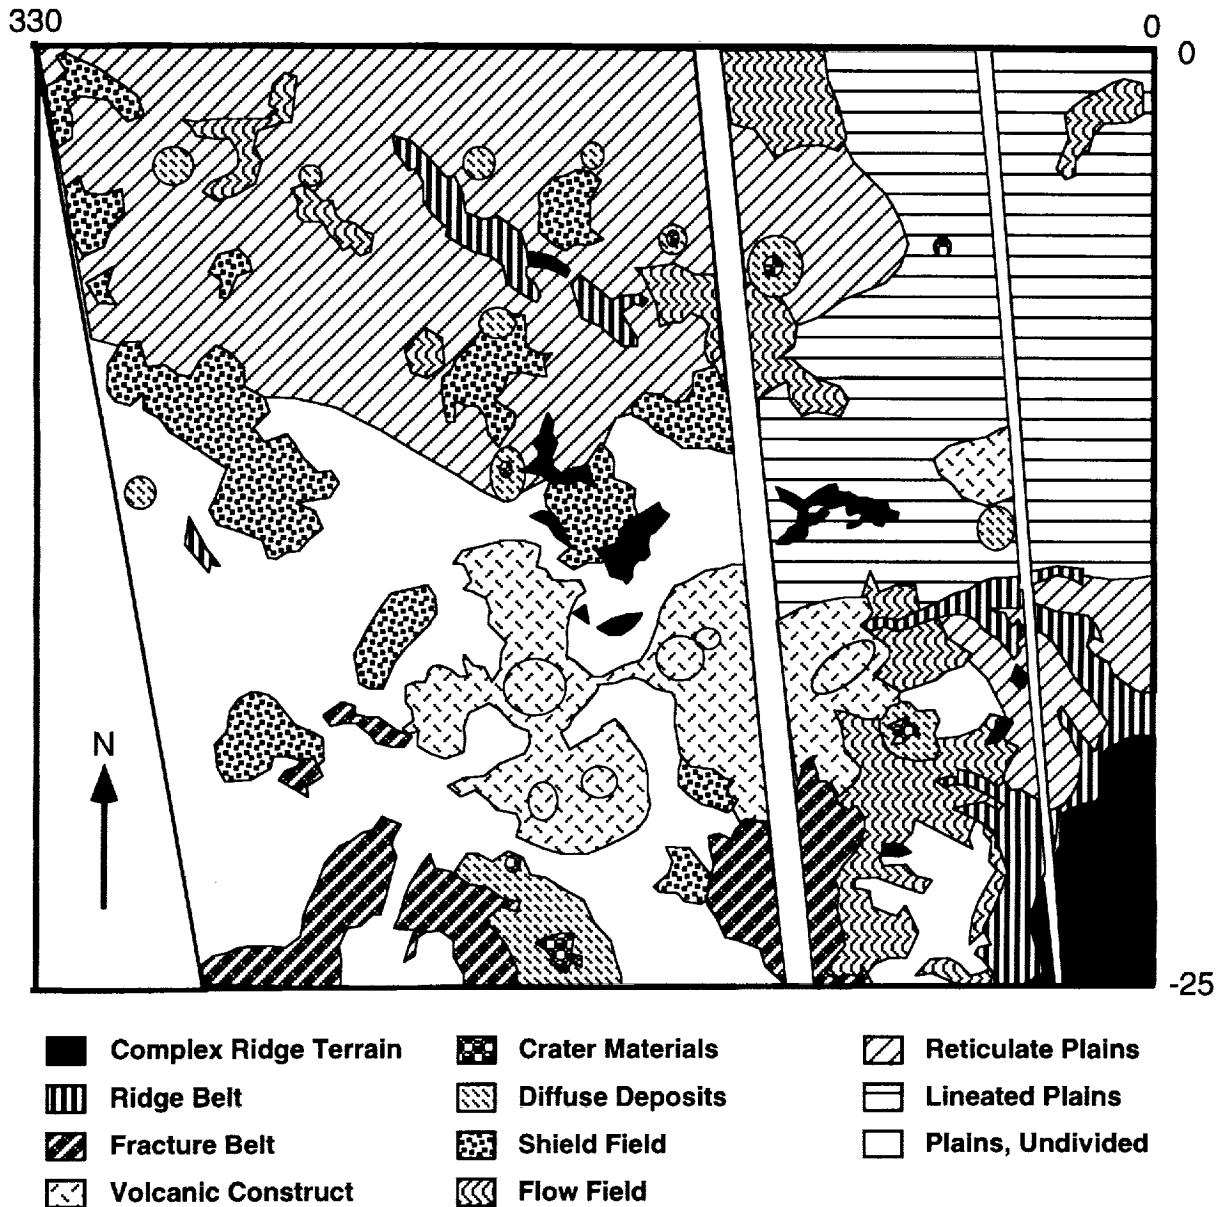 330
0
0
N
-25
Complex Ridge Terrain
Crater Materials
Reticulate Plains
Ridge Belt
Diffuse Deposits
Lineated Plains
Fracture Belt
Shield Field
Plains, Undivided
Volcanic Construct
Flow Field